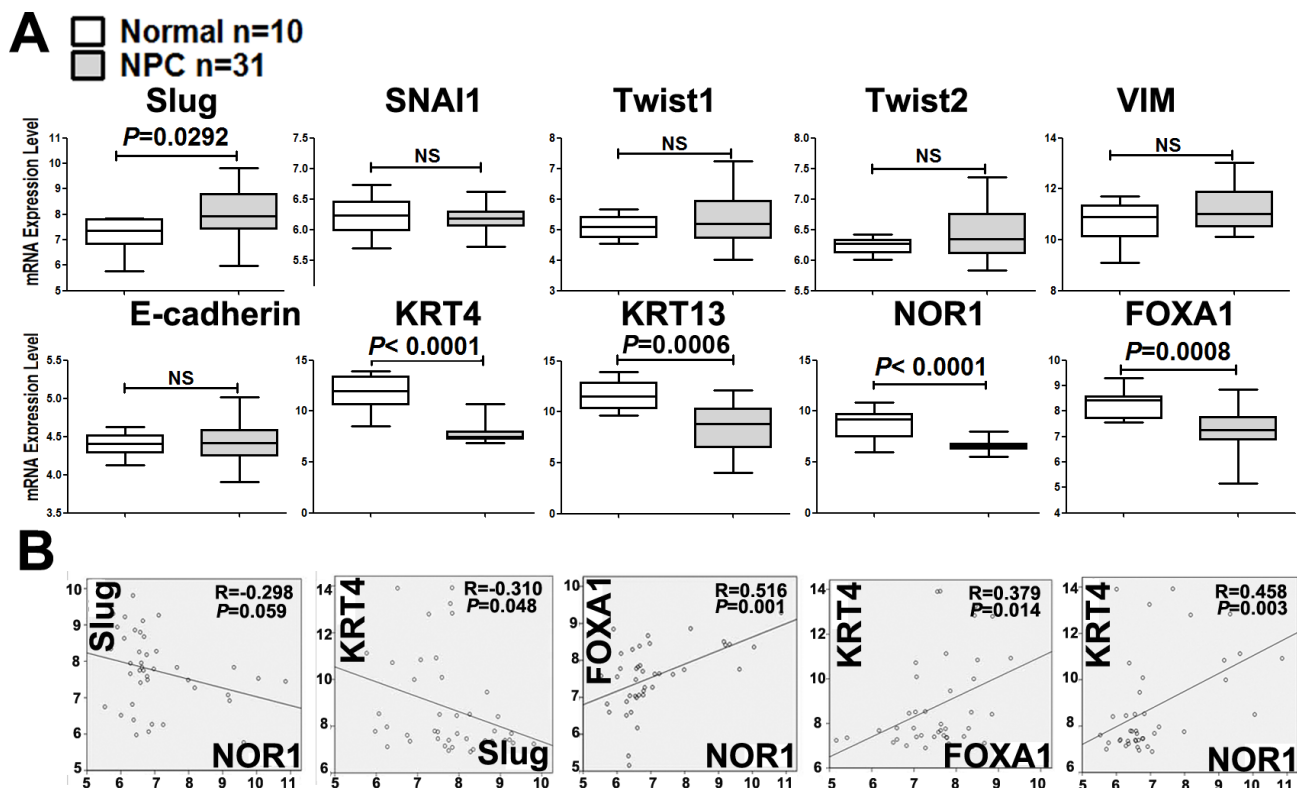 A
Normal n=10
NPC n=31
Slug SNAI1 Twist1 Twist2 VIM
P=0.0292 NS NS NS NS
mRNA Expression Level
11 10 9 8 7 6 5
7.5 7.0 6.5 6.0 5.5
8 7 6 5 4 3
8.0 7.5 7.0 6.5 6.0 5.5
14 12 10 8
E-cadherin KRT4 KRT13 NOR1 FOXA1
NS P< 0.0001 P=0.0006 P< 0.0001 P=0.0008
mRNA Expression Level
5.5 5.0 4.5 4.0 3.5
15 10 5 0
15 10 5 0
15 10 5 0
10 9 8 7 6 5 4
B
Slug
R=-0.298
P=0.059
10 9 8 7 6 5
NOR1
5 6 7 8 9 10 11
KRT4
R=-0.310
P=0.048
14 12 10 8 6
Slug
5 6 7 8 9 10
FOXA1
R=0.516
P=0.001
10 9 8 7 6 5
NOR1
5 6 7 8 9 10 11
KRT4
R=0.379
P=0.014
14 12 10 8 6
FOXA1
5 6 7 8 9 10
KRT4
R=0.458
P=0.003
14 12 10 8 6
NOR1
5 6 7 8 9 10 11